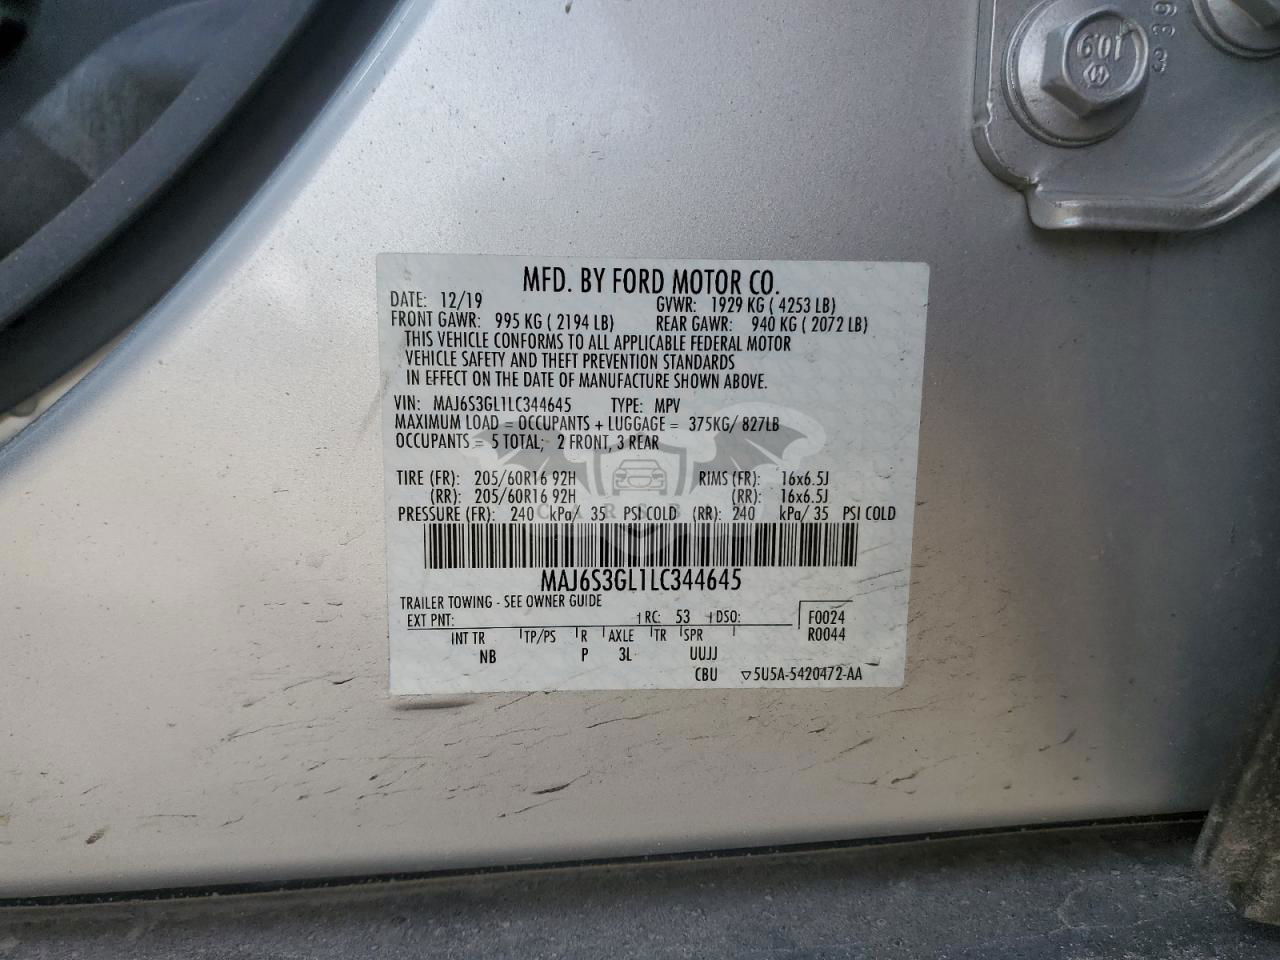 601
3 39
MFD. BY FORD MOTOR CO.
DATE: 12/19 GVWR: 1929 KG ( 4253 LB)
FRONT GAWR: 995 KG ( 2194 LB) REAR GAWR: 940 KG ( 2072 LB)
THIS VEHICLE CONFORMS TO ALL APPLICABLE FEDERAL MOTOR
VEHICLE SAFETY AND THEFT PREVENTION STANDARDS
IN EFFECT ON THE DATE OF MANUFACTURE SHOWN ABOVE.
VIN: MAJ6S3GL1LC344645 TYPE: MPV
MAXIMUM LOAD = OCCUPANTS + LUGGAGE = 375KG/ 827LB
OCCUPANTS = 5 TOTAL; 2 FRONT, 3 REAR
TIRE (FR): 205/60R16 92H RIMS (FR): 16x6.5J
(RR): 205/60R16 92H (RR): 16x6.5J
PRESSURE (FR): 240 kPa/ 35 PSI COLD (RR): 240 kPa/ 35 PSI COLD
MAJ6S3GL1LC344645
TRAILER TOWING - SEE OWNER GUIDE
EXT PNT: RC: 53 DSO: F0024
R0044
INT TR TP/PS R AXLE TR SPR
NB P 3L UUJJ
CBU ▽5U5A-5420472-AA